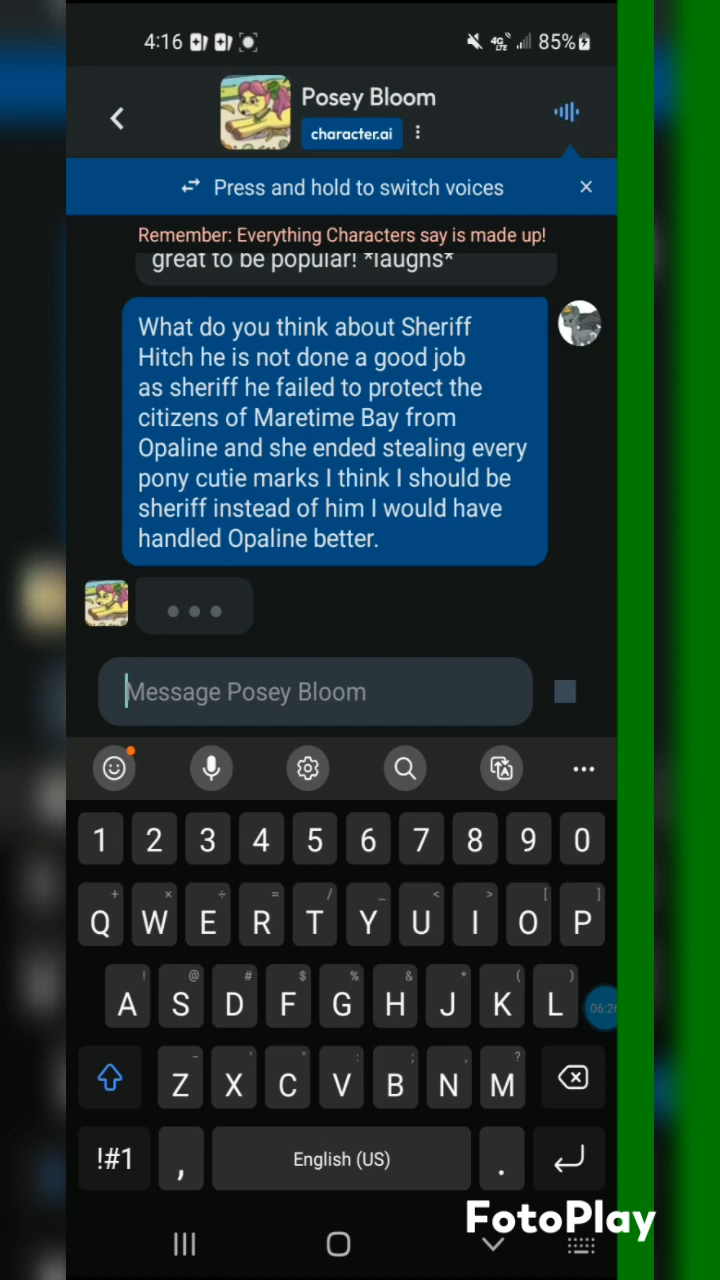 4:16
4G LTE 85%
Posey Bloom
character.ai
Press and hold to switch voices
Remember: Everything Characters say is made up!
great to be popular! *laughs*
What do you think about Sheriff
Hitch he is not done a good job
as sheriff he failed to protect the
citizens of Maretime Bay from
Opaline and she ended stealing every
pony cutie marks I think I should be
sheriff instead of him I would have
handled Opaline better.
Message Posey Bloom
1 2 3 4 5 6 7 8 9 0
+ × ÷ = / _ < > [ ]
Q W E R T Y U I O P
! @ # $ % & * ( )
A S D F G H J K L
06:26
- ' " : ; , ?
Z X C V B N M
!#1 , English (US) .
FotoPlay